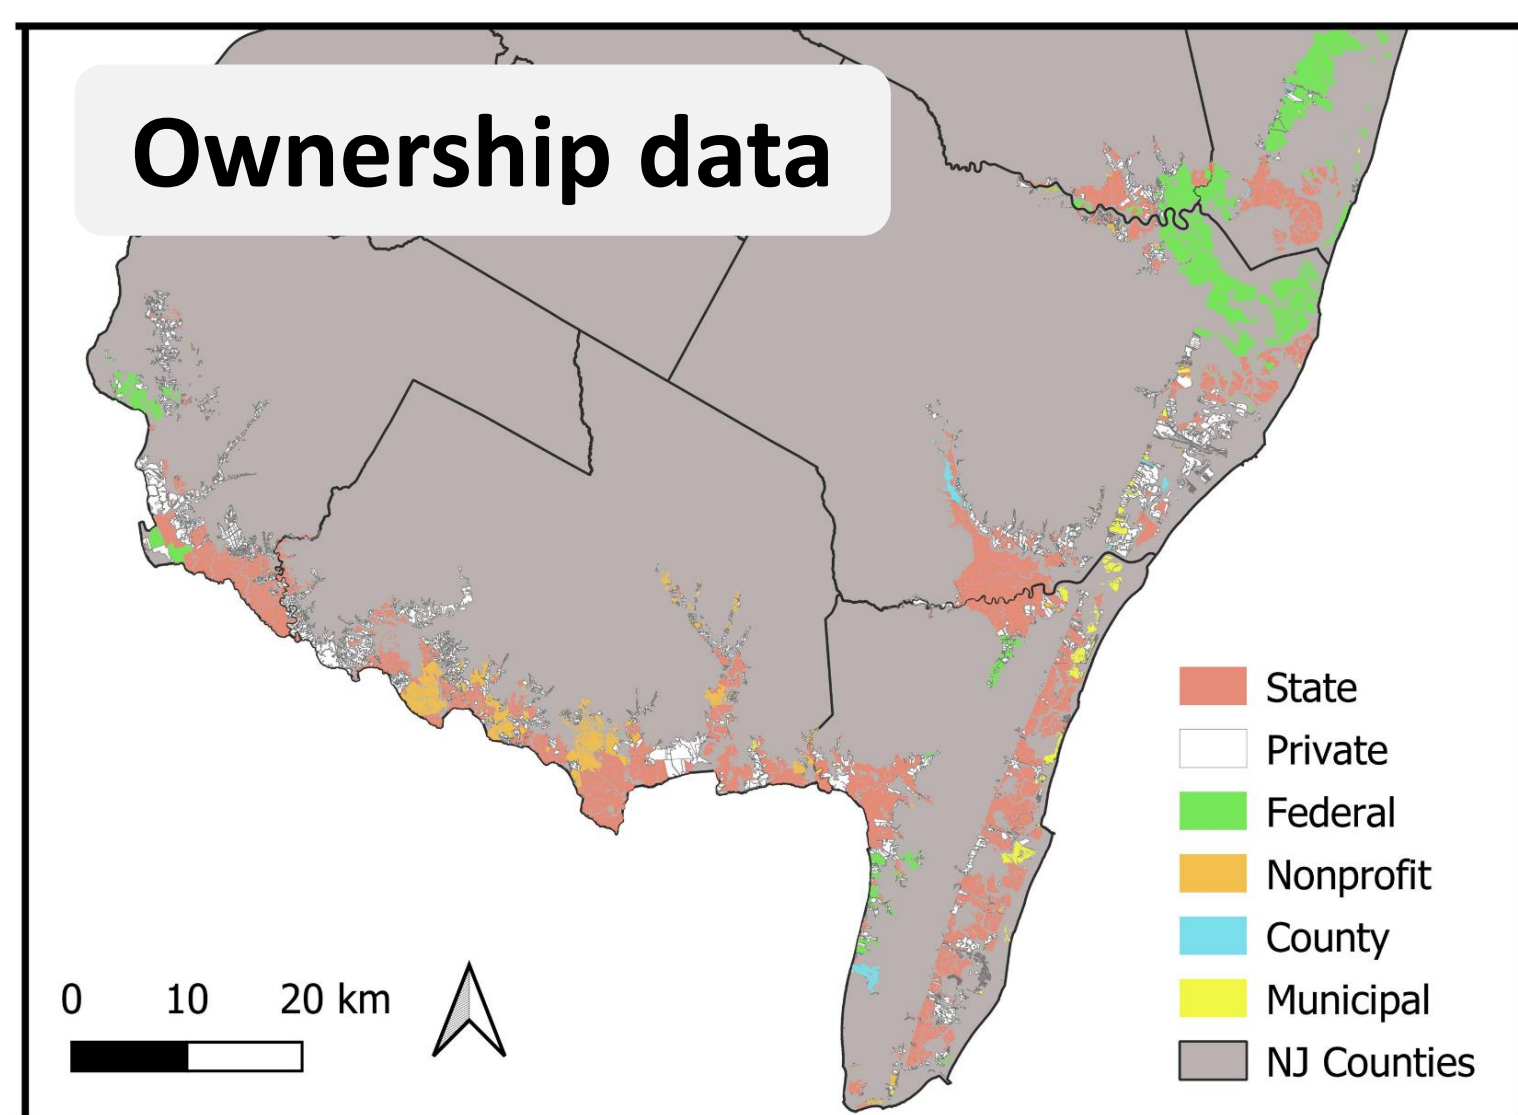 Ownership data
State
Private
Federal
Nonprofit
County
Municipal
NJ Counties
0 10 20 km